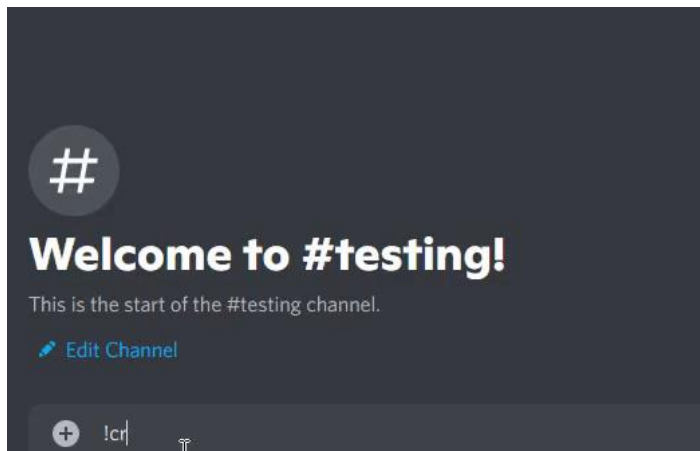 #
Welcome to #testing!
This is the start of the #testing channel.
Edit Channel
!cr